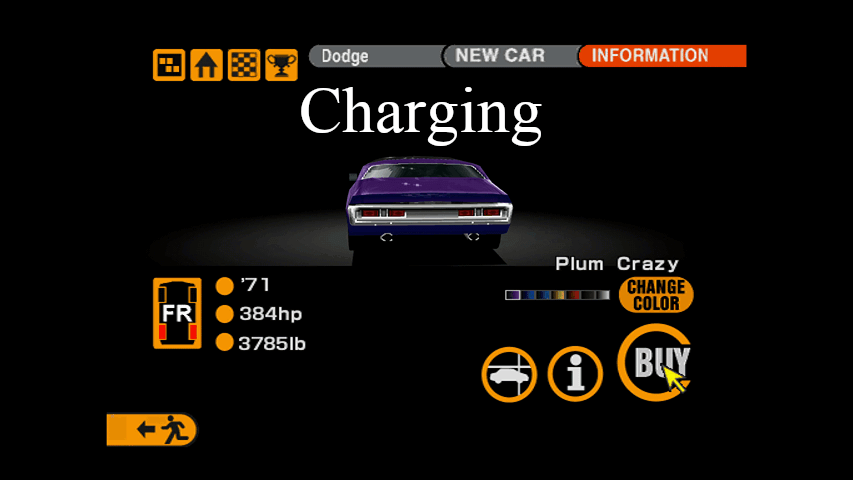 Dodge
NEW CAR
INFORMATION
Charging
Plum Crazy
CHANGE
COLOR
FR
'71
384hp
3785lb
BUY
i